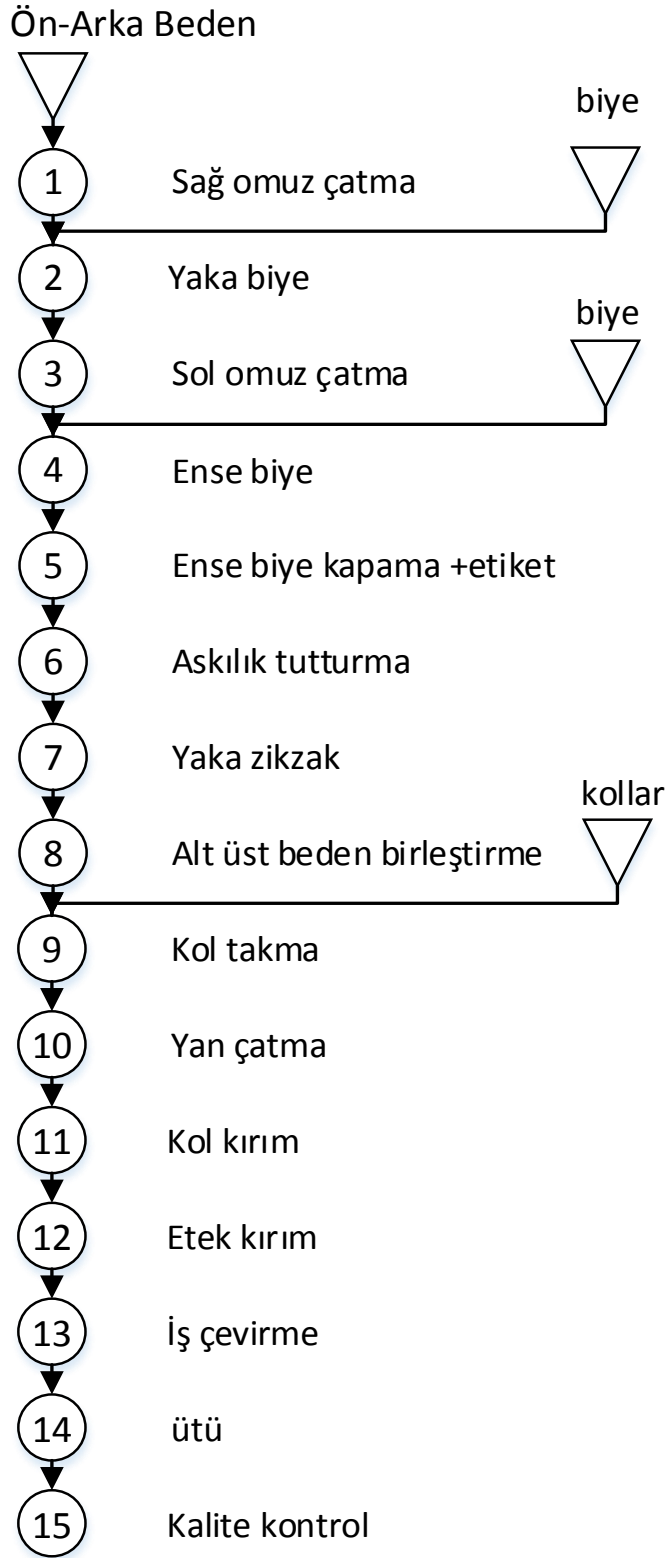 Ön-Arka Beden
biye
1 Sağ omuz çatma
2 Yaka biye
biye
3 Sol omuz çatma
4 Ense biye
5 Ense biye kapama +etiket
6 Askılık tutturma
7 Yaka zikzak
kollar
8 Alt üst beden birleştirme
9 Kol takma
10 Yan çatma
11 Kol kırım
12 Etek kırım
13 İş çevirme
14 ütü
15 Kalite kontrol